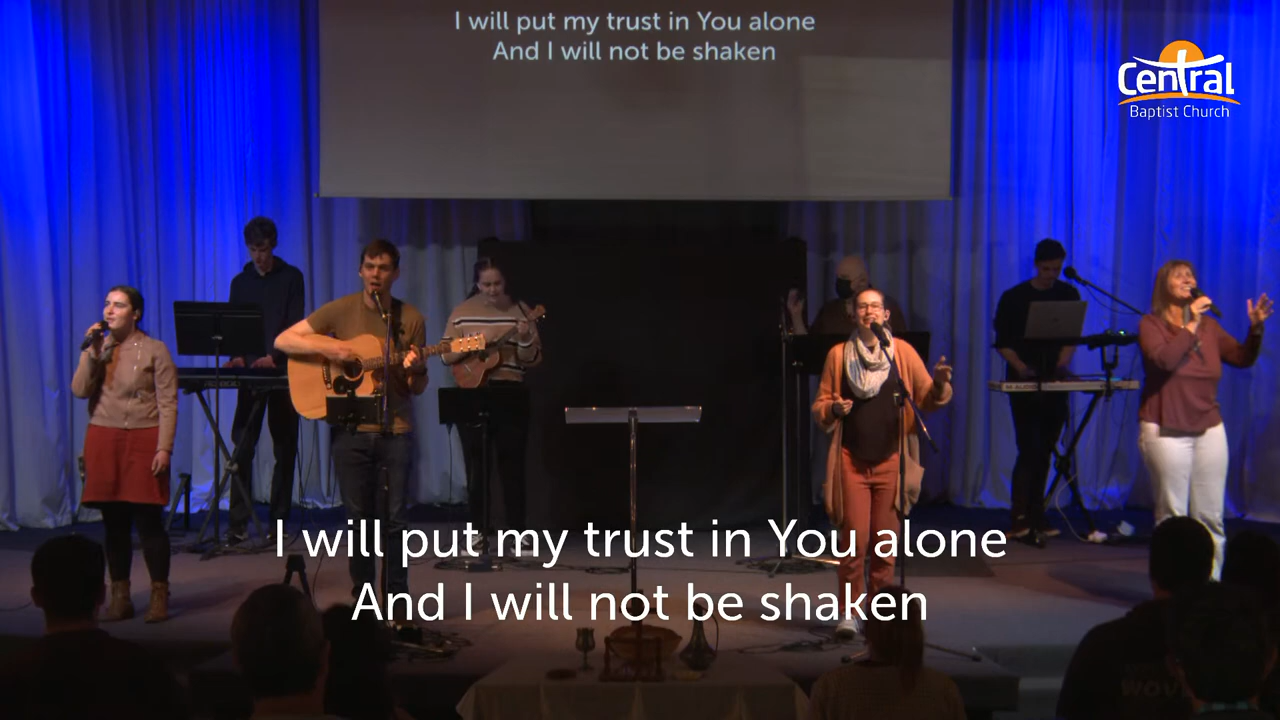 I will put my trust in You alone
And I will not be shaken
Central
Baptist Church
I will put my trust in You alone
And I will not be shaken